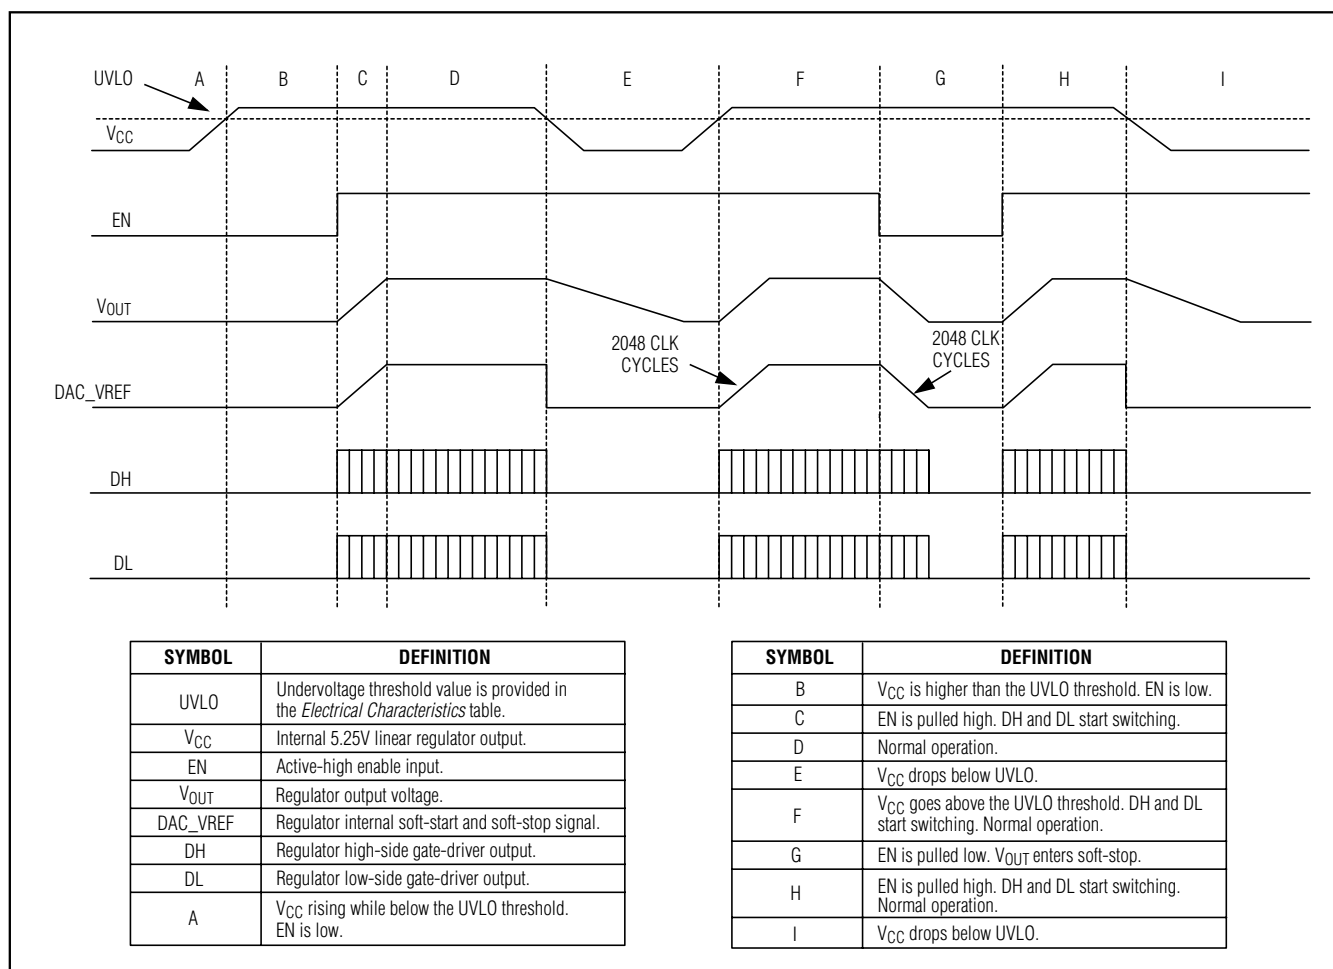 UVLO A B C D E F G H I
VCC
EN
VOUT
2048 CLK
CYCLES
2048 CLK
CYCLES
DAC_VREF
DH
DL
SYMBOL DEFINITION
UVLO Undervoltage threshold value is provided in
the Electrical Characteristics table.
VCC Internal 5.25V linear regulator output.
EN Active-high enable input.
VOUT Regulator output voltage.
DAC_VREF Regulator internal soft-start and soft-stop signal.
DH Regulator high-side gate-driver output.
DL Regulator low-side gate-driver output.
A VCC rising while below the UVLO threshold.
EN is low.
SYMBOL DEFINITION
B VCC is higher than the UVLO threshold. EN is low.
C EN is pulled high. DH and DL start switching.
D Normal operation.
E VCC drops below UVLO.
F VCC goes above the UVLO threshold. DH and DL
start switching. Normal operation.
G EN is pulled low. VOUT enters soft-stop.
H EN is pulled high. DH and DL start switching.
Normal operation.
I VCC drops below UVLO.